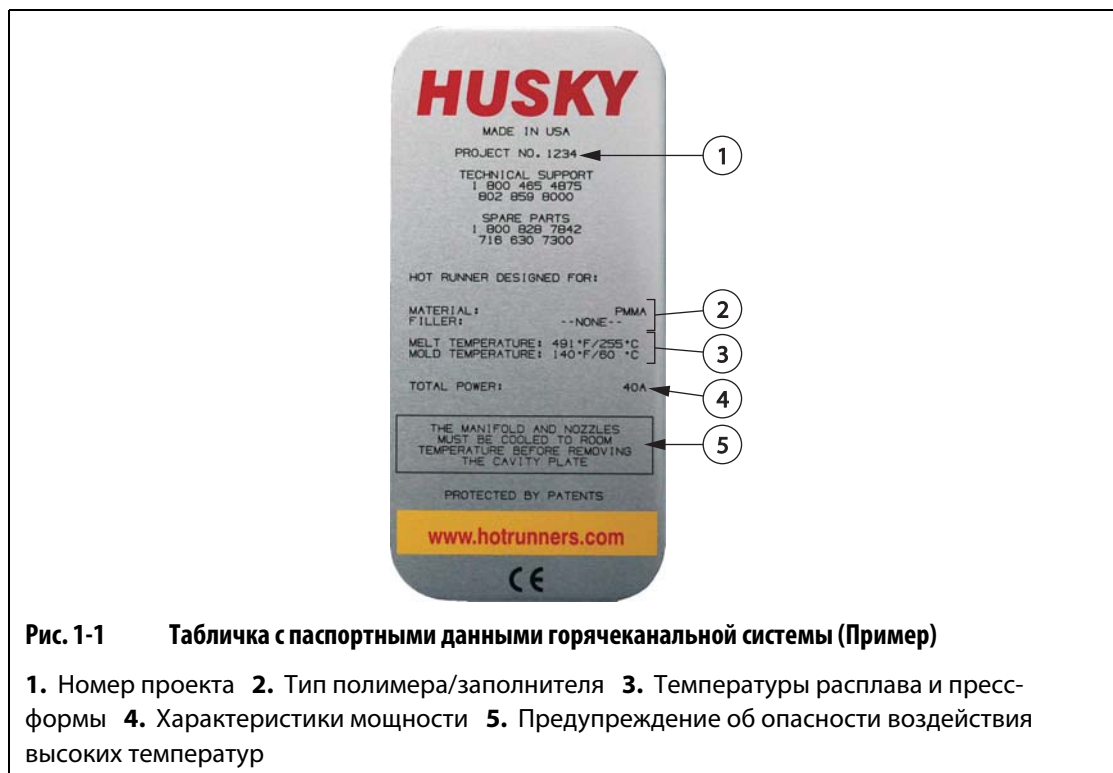 HUSKY
MADE IN USA
PROJECT NO. 1234
1
TECHNICAL SUPPORT
1 800 465 4875
802 859 8000
SPARE PARTS
1 800 828 7842
716 630 7300
HOT RUNNER DESIGNED FOR:
MATERIAL: PMMA
FILLER: --NONE--
2
MELT TEMPERATURE: 491°F/255°C
MOLD TEMPERATURE: 140°F/60 °C
3
TOTAL POWER: 40A
4
THE MANIFOLD AND NOZZLES
MUST BE COOLED TO ROOM
TEMPERATURE BEFORE REMOVING
THE CAVITY PLATE
5
PROTECTED BY PATENTS
www.hotrunners.com
CE
Рис. 1-1 Табличка с паспортными данными горячеканальной системы (Пример)
1. Номер проекта 2. Тип полимера/заполнителя 3. Температуры расплава и пресс-
формы 4. Характеристики мощности 5. Предупреждение об опасности воздействия
высоких температур